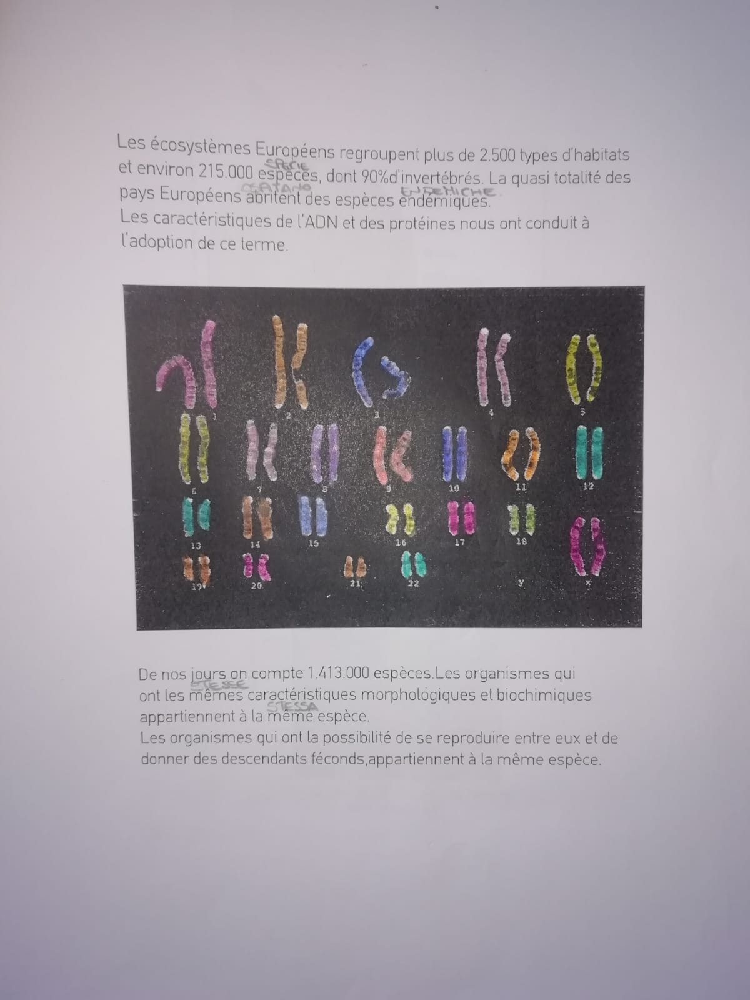 Les écosystèmes Européens regroupent plus de 2.500 types d'habitats
SPECIE
et environ 215.000 espèces, dont 90%d'invertébrés. La quasi totalité des
ENDEMICHE
pays Européens abritent des espèces endémiques.
Les caractéristiques de l'ADN et des protéines nous ont conduit à
l'adoption de ce terme.
1 2 3 4 5
6 7 8 9 10 11 12
13 14 15 16 17 18
19 20 21 22 y x
De nos jours on compte 1.413.000 espèces.Les organismes qui
STESSE
ont les mêmes caractéristiques morphologiques et biochimiques
STESSA
appartiennent à la même espèce.
Les organismes qui ont la possibilité de se reproduire entre eux et de
donner des descendants féconds,appartiennent à la même espèce.